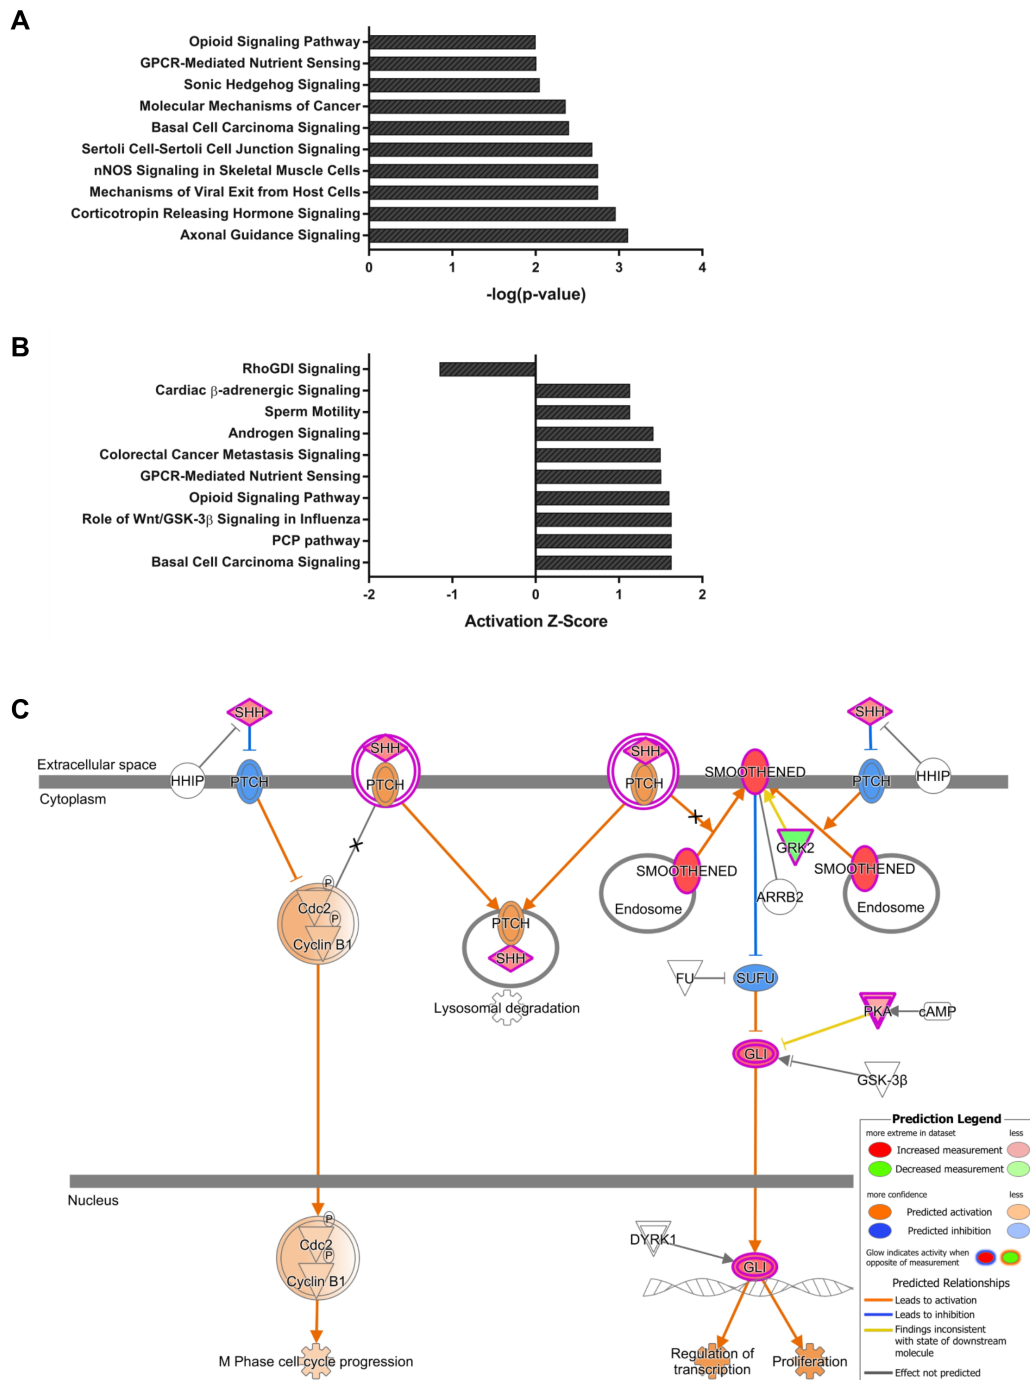 A
Opioid Signaling Pathway
GPCR-Mediated Nutrient Sensing
Sonic Hedgehog Signaling
Molecular Mechanisms of Cancer
Basal Cell Carcinoma Signaling
Sertoli Cell-Sertoli Cell Junction Signaling
nNOS Signaling in Skeletal Muscle Cells
Mechanisms of Viral Exit from Host Cells
Corticotropin Releasing Hormone Signaling
Axonal Guidance Signaling
0 1 2 3 4
-log(p-value)
B
RhoGDI Signaling
Cardiac β-adrenergic Signaling
Sperm Motility
Androgen Signaling
Colorectal Cancer Metastasis Signaling
GPCR-Mediated Nutrient Sensing
Opioid Signaling Pathway
Role of Wnt/GSK-3β Signaling in Influenza
PCP pathway
Basal Cell Carcinoma Signaling
-2 -1 0 1 2
Activation Z-Score
C
SHH SHH
SHH SHH
Extracellular space
HHIP PTCH PTCH PTCH SMOOTHENED PTCH HHIP
Cytoplasm
GRK2
SMOOTHENED SMOOTHENED
P
Cdc2
P
Cyclin B1
ARRB2
Endosome Endosome
PTCH
SHH
Lysosomal degradation
FU SUFU
PKA cAMP
GLI
GSK-3β
Nucleus
P
Cdc2
P
Cyclin B1
DYRK1
GLI
M Phase cell cycle progression
Regulation of
transcription
Proliferation
Prediction Legend
more extreme in dataset less
Increased measurement
Decreased measurement
more confidence less
Predicted activation
Predicted inhibition
Glow indicates activity when
opposite of measurement
Predicted Relationships
Leads to activation
Leads to inhibition
Findings inconsistent
with state of downstream
molecule
Effect not predicted